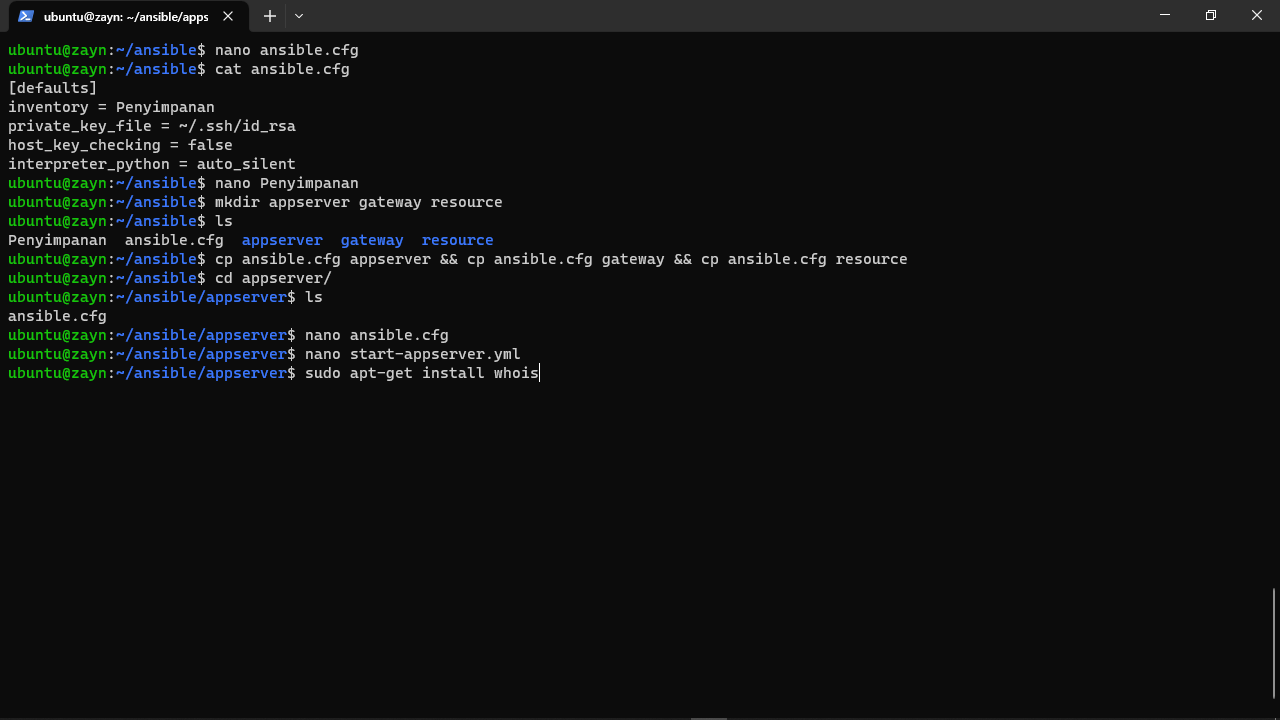 ubuntu@zayn: ~/ansible/apps
ubuntu@zayn:~/ansible$ nano ansible.cfg
ubuntu@zayn:~/ansible$ cat ansible.cfg
[defaults]
inventory = Penyimpanan
private_key_file = ~/.ssh/id_rsa
host_key_checking = false
interpreter_python = auto_silent
ubuntu@zayn:~/ansible$ nano Penyimpanan
ubuntu@zayn:~/ansible$ mkdir appserver gateway resource
ubuntu@zayn:~/ansible$ ls
Penyimpanan  ansible.cfg  appserver  gateway  resource
ubuntu@zayn:~/ansible$ cp ansible.cfg appserver && cp ansible.cfg gateway && cp ansible.cfg resource
ubuntu@zayn:~/ansible$ cd appserver/
ubuntu@zayn:~/ansible/appserver$ ls
ansible.cfg
ubuntu@zayn:~/ansible/appserver$ nano ansible.cfg
ubuntu@zayn:~/ansible/appserver$ nano start-appserver.yml
ubuntu@zayn:~/ansible/appserver$ sudo apt-get install whois